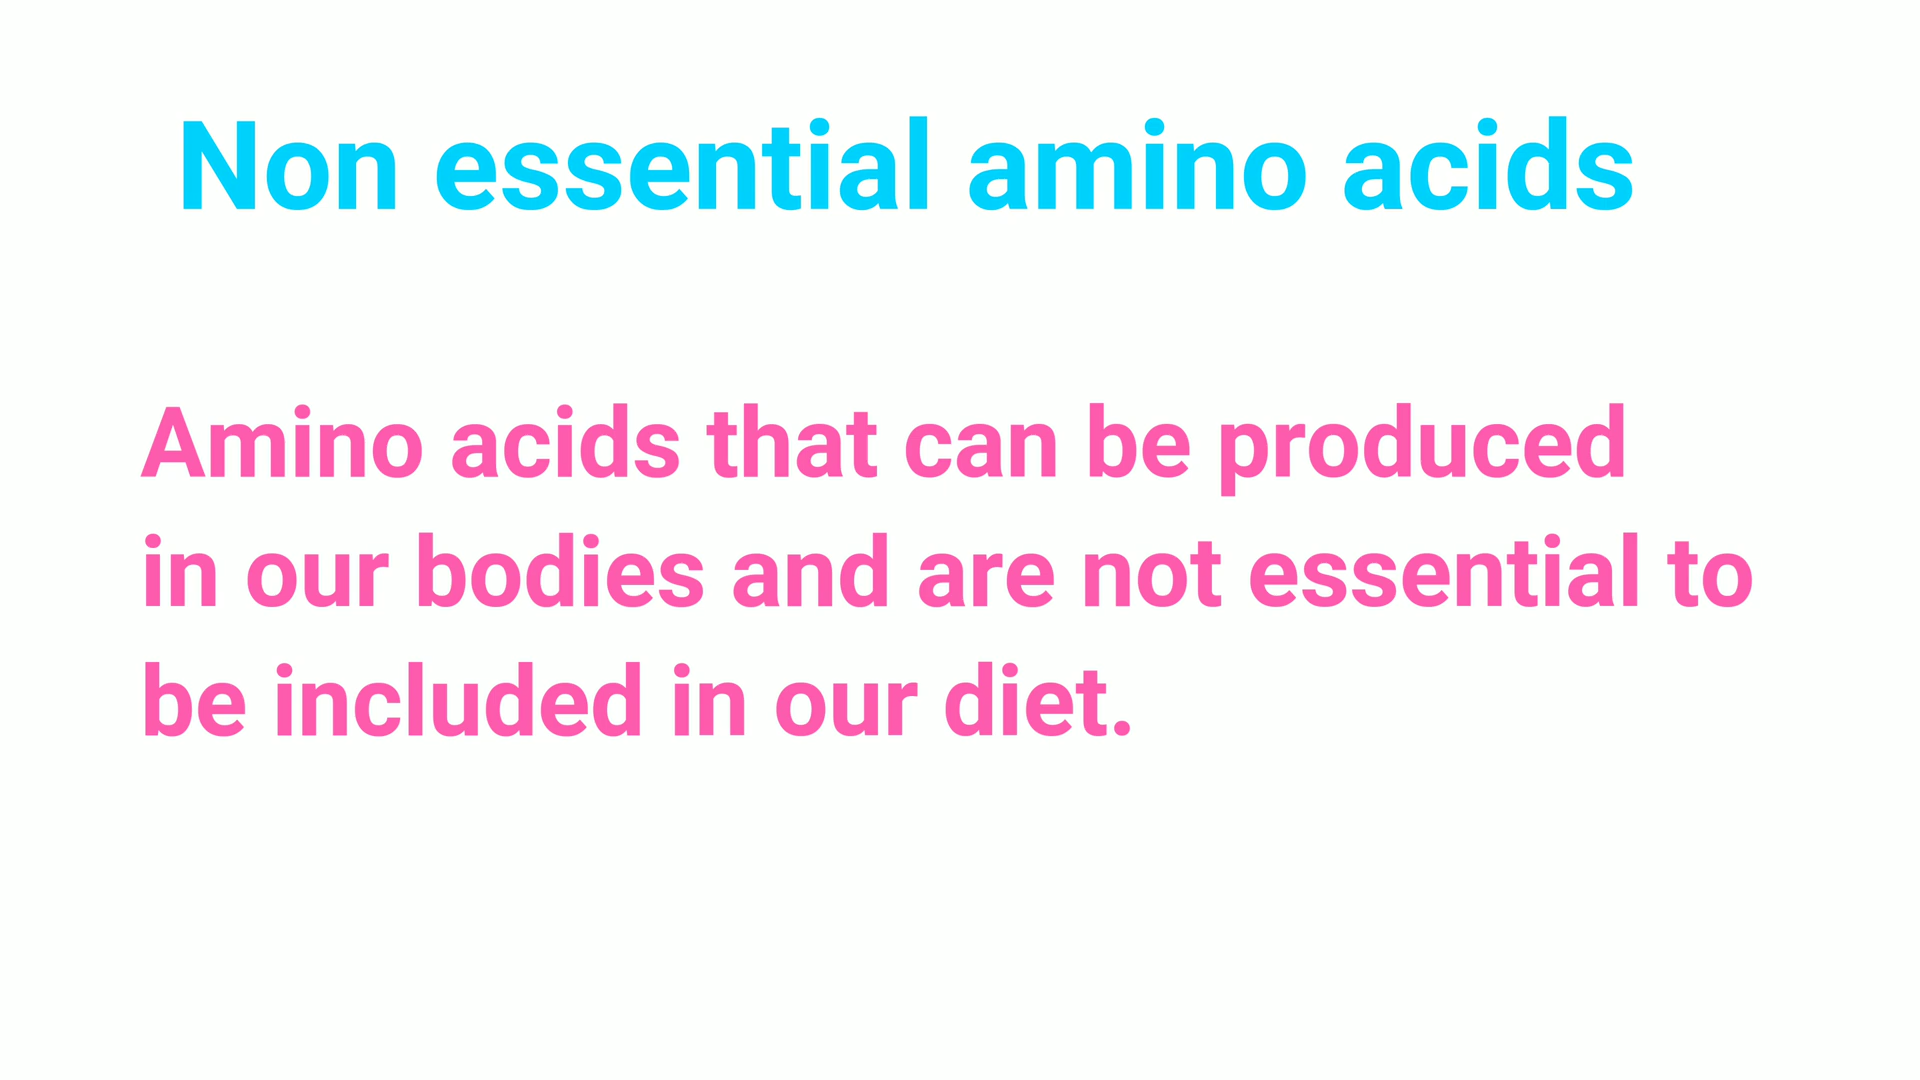 Non essential amino acids
Amino acids that can be produced
in our bodies and are not essential to
be included in our diet.